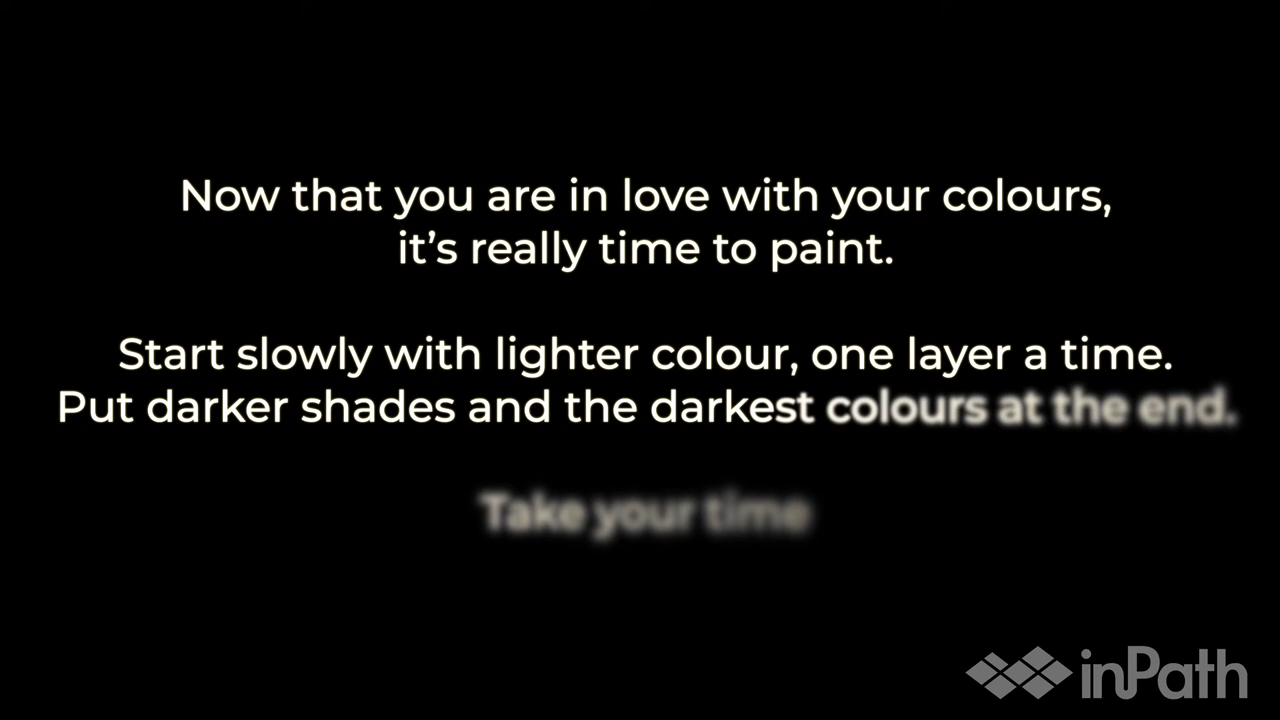 Now that you are in love with your colours,
it’s really time to paint.
Start slowly with lighter colour, one layer a time.
Put darker shades and the darkest colours at the end.
Take your time
inPath